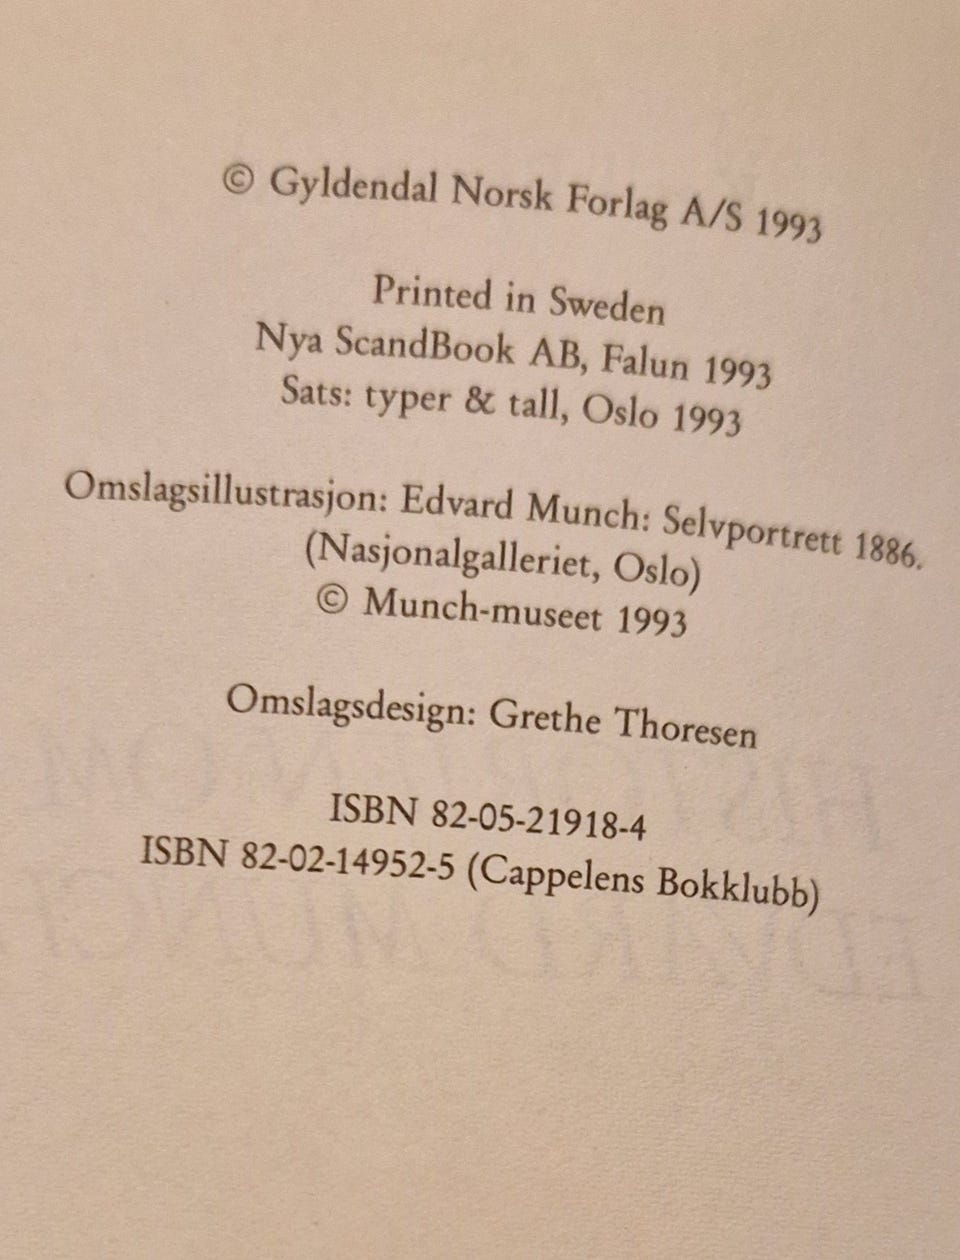 © Gyldendal Norsk Forlag A/S 1993
Printed in Sweden
Nya ScandBook AB, Falun 1993
Sats: typer & tall, Oslo 1993
Omslagsillustrasjon: Edvard Munch: Selvportrett 1886.
(Nasjonalgalleriet, Oslo)
© Munch-museet 1993
Omslagsdesign: Grethe Thoresen
ISBN 82-05-21918-4
ISBN 82-02-14952-5 (Cappelens Bokklubb)